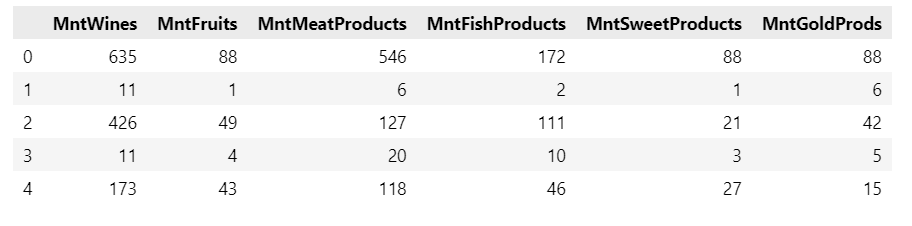 MntWines MntFruits MntMeatProducts MntFishProducts MntSweetProducts MntGoldProds
0 635 88 546 172 88 88
1 11 1 6 2 1 6
2 426 49 127 111 21 42
3 11 4 20 10 3 5
4 173 43 118 46 27 15